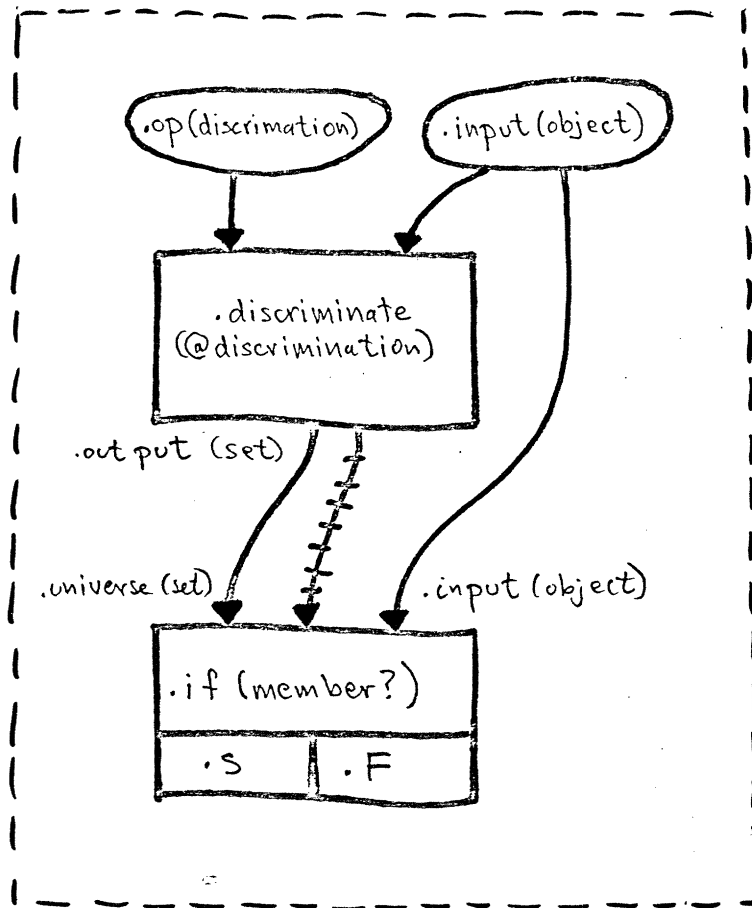 .op(discrimation)
.input(object)
.discriminate
(@discrimination)
.output (set)
.universe (set)
.input (object)
.if (member?)
.S
.F